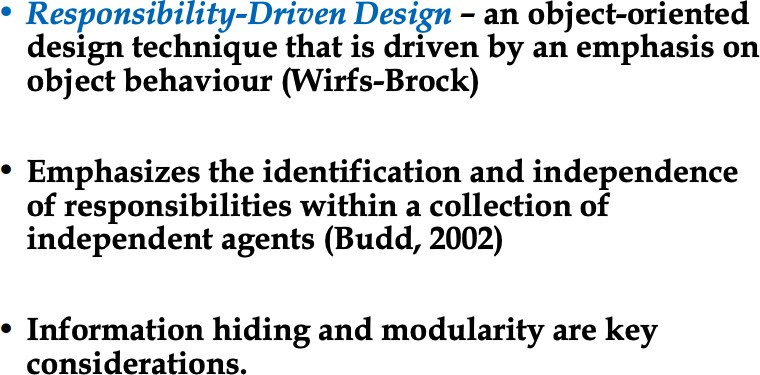 • Responsibility-Driven Design – an object-oriented
design technique that is driven by an emphasis on
object behaviour (Wirfs-Brock)
• Emphasizes the identification and independence
of responsibilities within a collection of
independent agents (Budd, 2002)
• Information hiding and modularity are key
considerations.